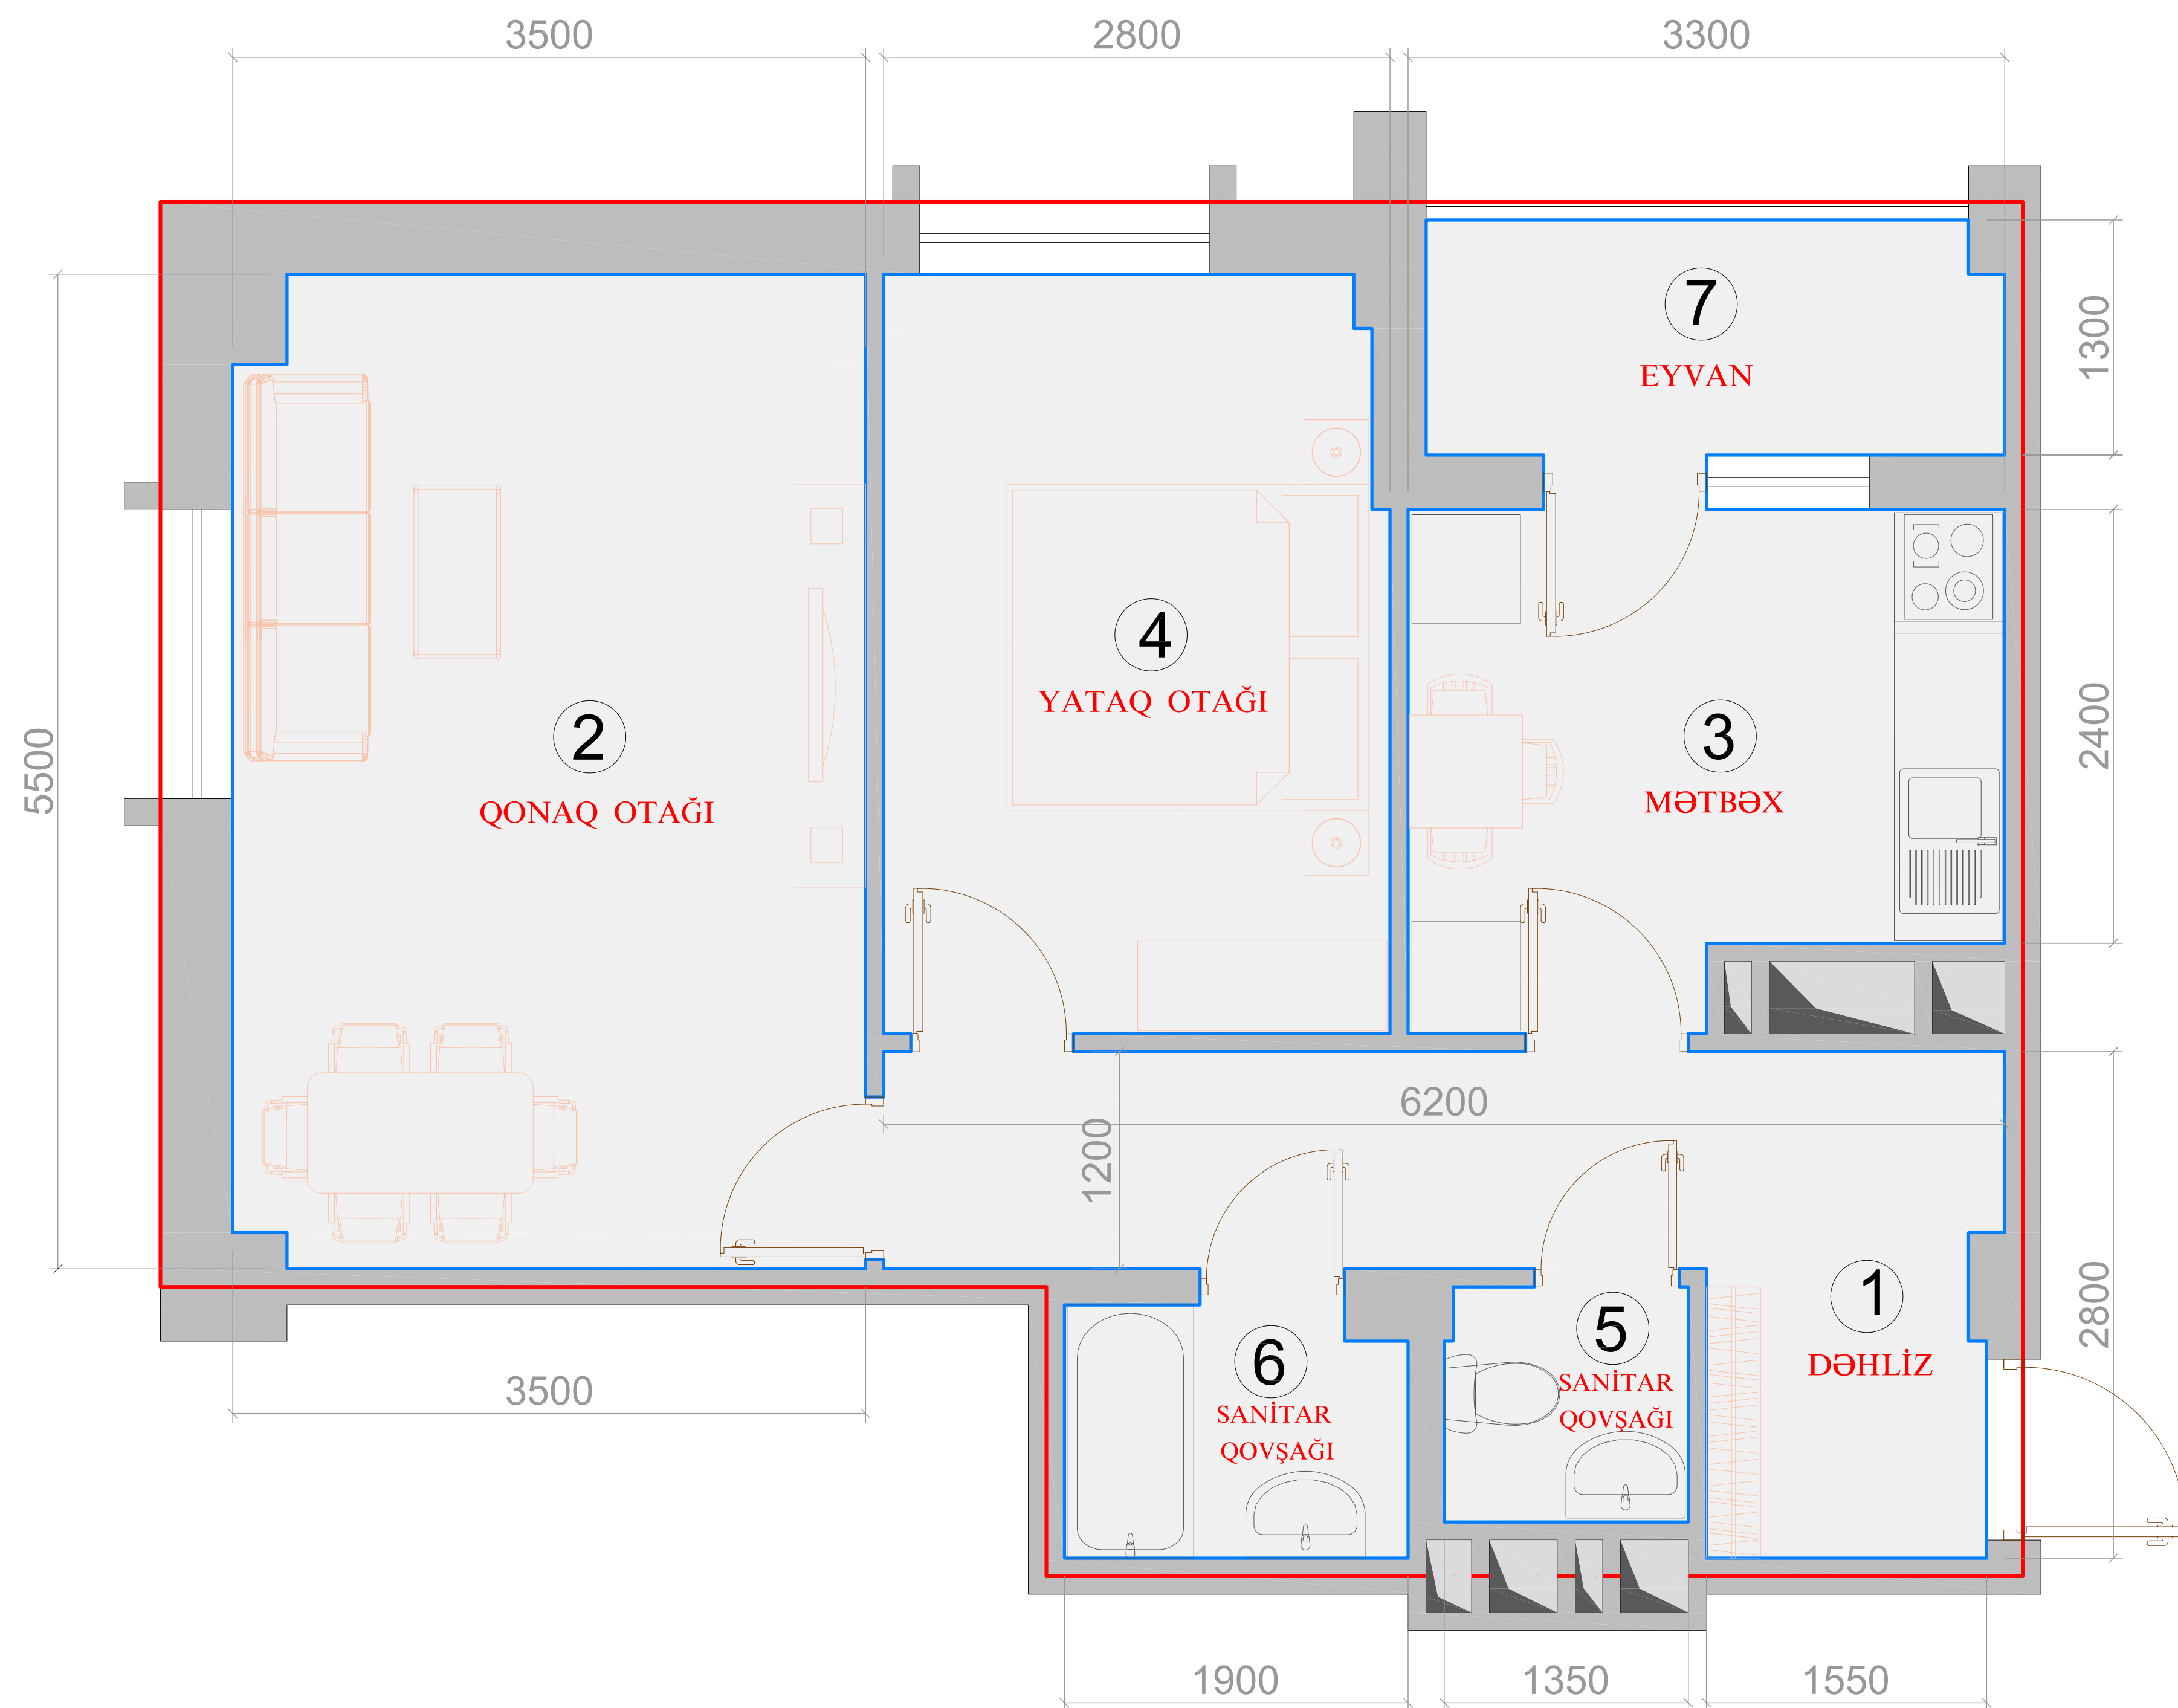 3500
2800
3300
7
EYVAN
1300
4
YATAQ OTAĞI
2
QONAQ OTAĞI
3
MƏTBƏX
5500
2400
6200
1200
1
DƏHLİZ
2800
5
SANİTAR
QOVŞAĞI
6
SANİTAR
QOVŞAĞI
3500
1900
1350
1550